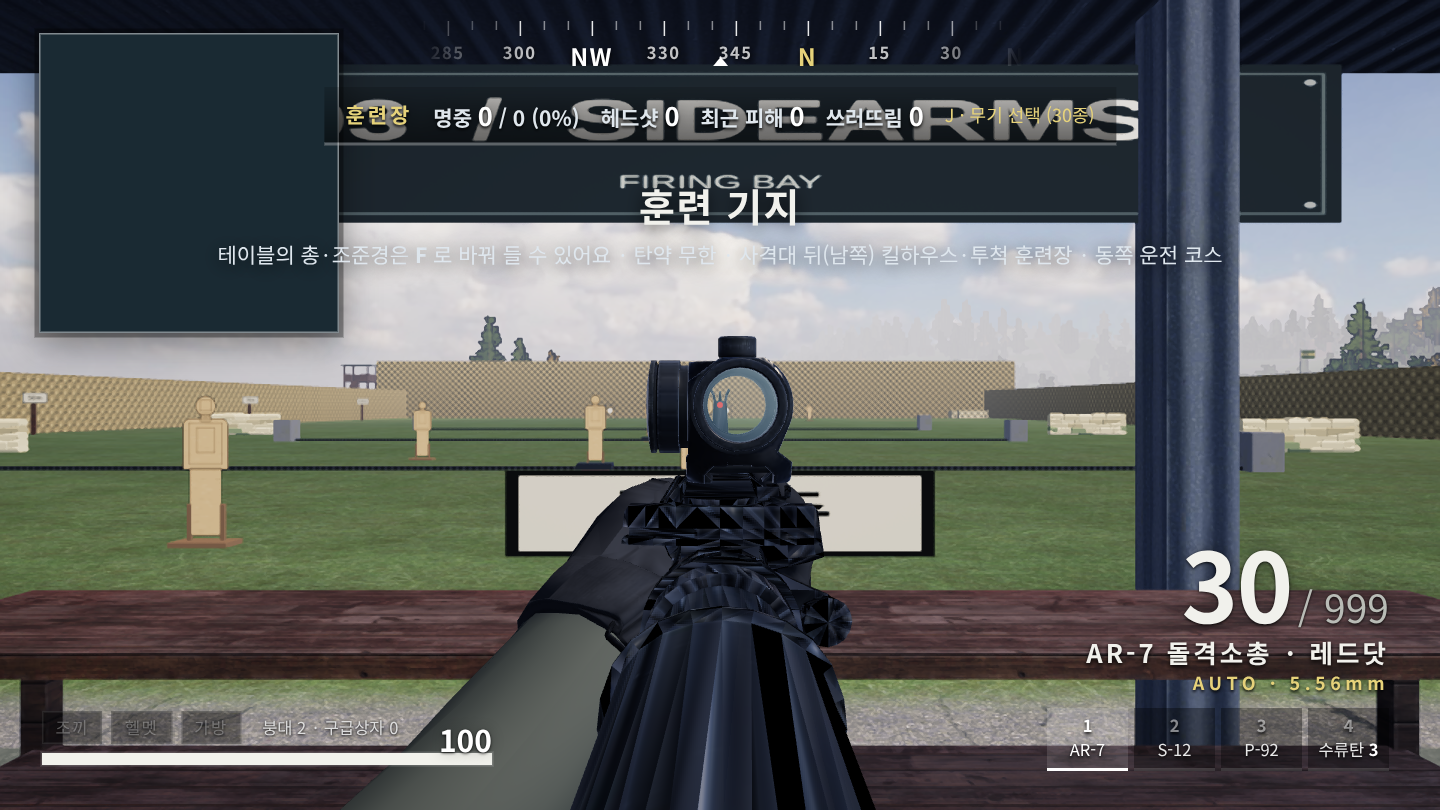 285 300 NW 330 345 N 15 30
/ SIDEARMS
훈련장 명중 0 / 0 (0%) 헤드샷 0 최근 피해 0 쓰러뜨림 0 J · 무기 선택 (30종)
FIRING BAY
훈련 기지
테이블의 총·조준경은 F 로 바꿔 들 수 있어요 · 탄약 무한 · 사격대 뒤(남쪽) 킬하우스·투척 훈련장 · 동쪽 운전 코스
30 / 999
AR-7 돌격소총 · 레드닷
AUTO · 5.56mm
조끼 헬멧 가방 붕대 2 · 구급상자 0
100
1 2 3 4
AR-7 S-12 P-92 수류탄 3